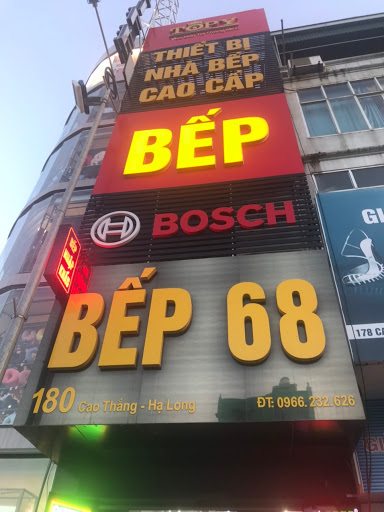 TOPY
THIẾT BỊ
NHÀ BẾP
CAO CẤP
BẾP
BOSCH
BẾP 68
180 Cao Thắng - Hạ Long
ĐT: 0966.232.626
GI
178 CA